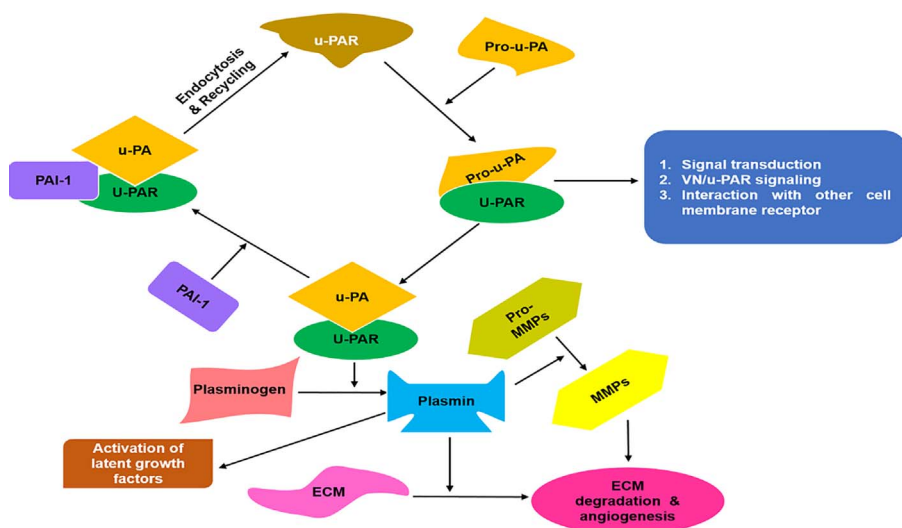 u-PAR
Pro-u-PA
Endocytosis
& Recycling
u-PA
PAI-1
U-PAR
Pro-u-PA
U-PAR
1. Signal transduction
2. VN/u-PAR signaling
3. Interaction with other cell
membrane receptor
PAI-1
u-PA
U-PAR
Pro-
MMPs
Plasminogen
Plasmin
MMPs
Activation of
latent growth
factors
ECM
ECM
degradation &
angiogenesis